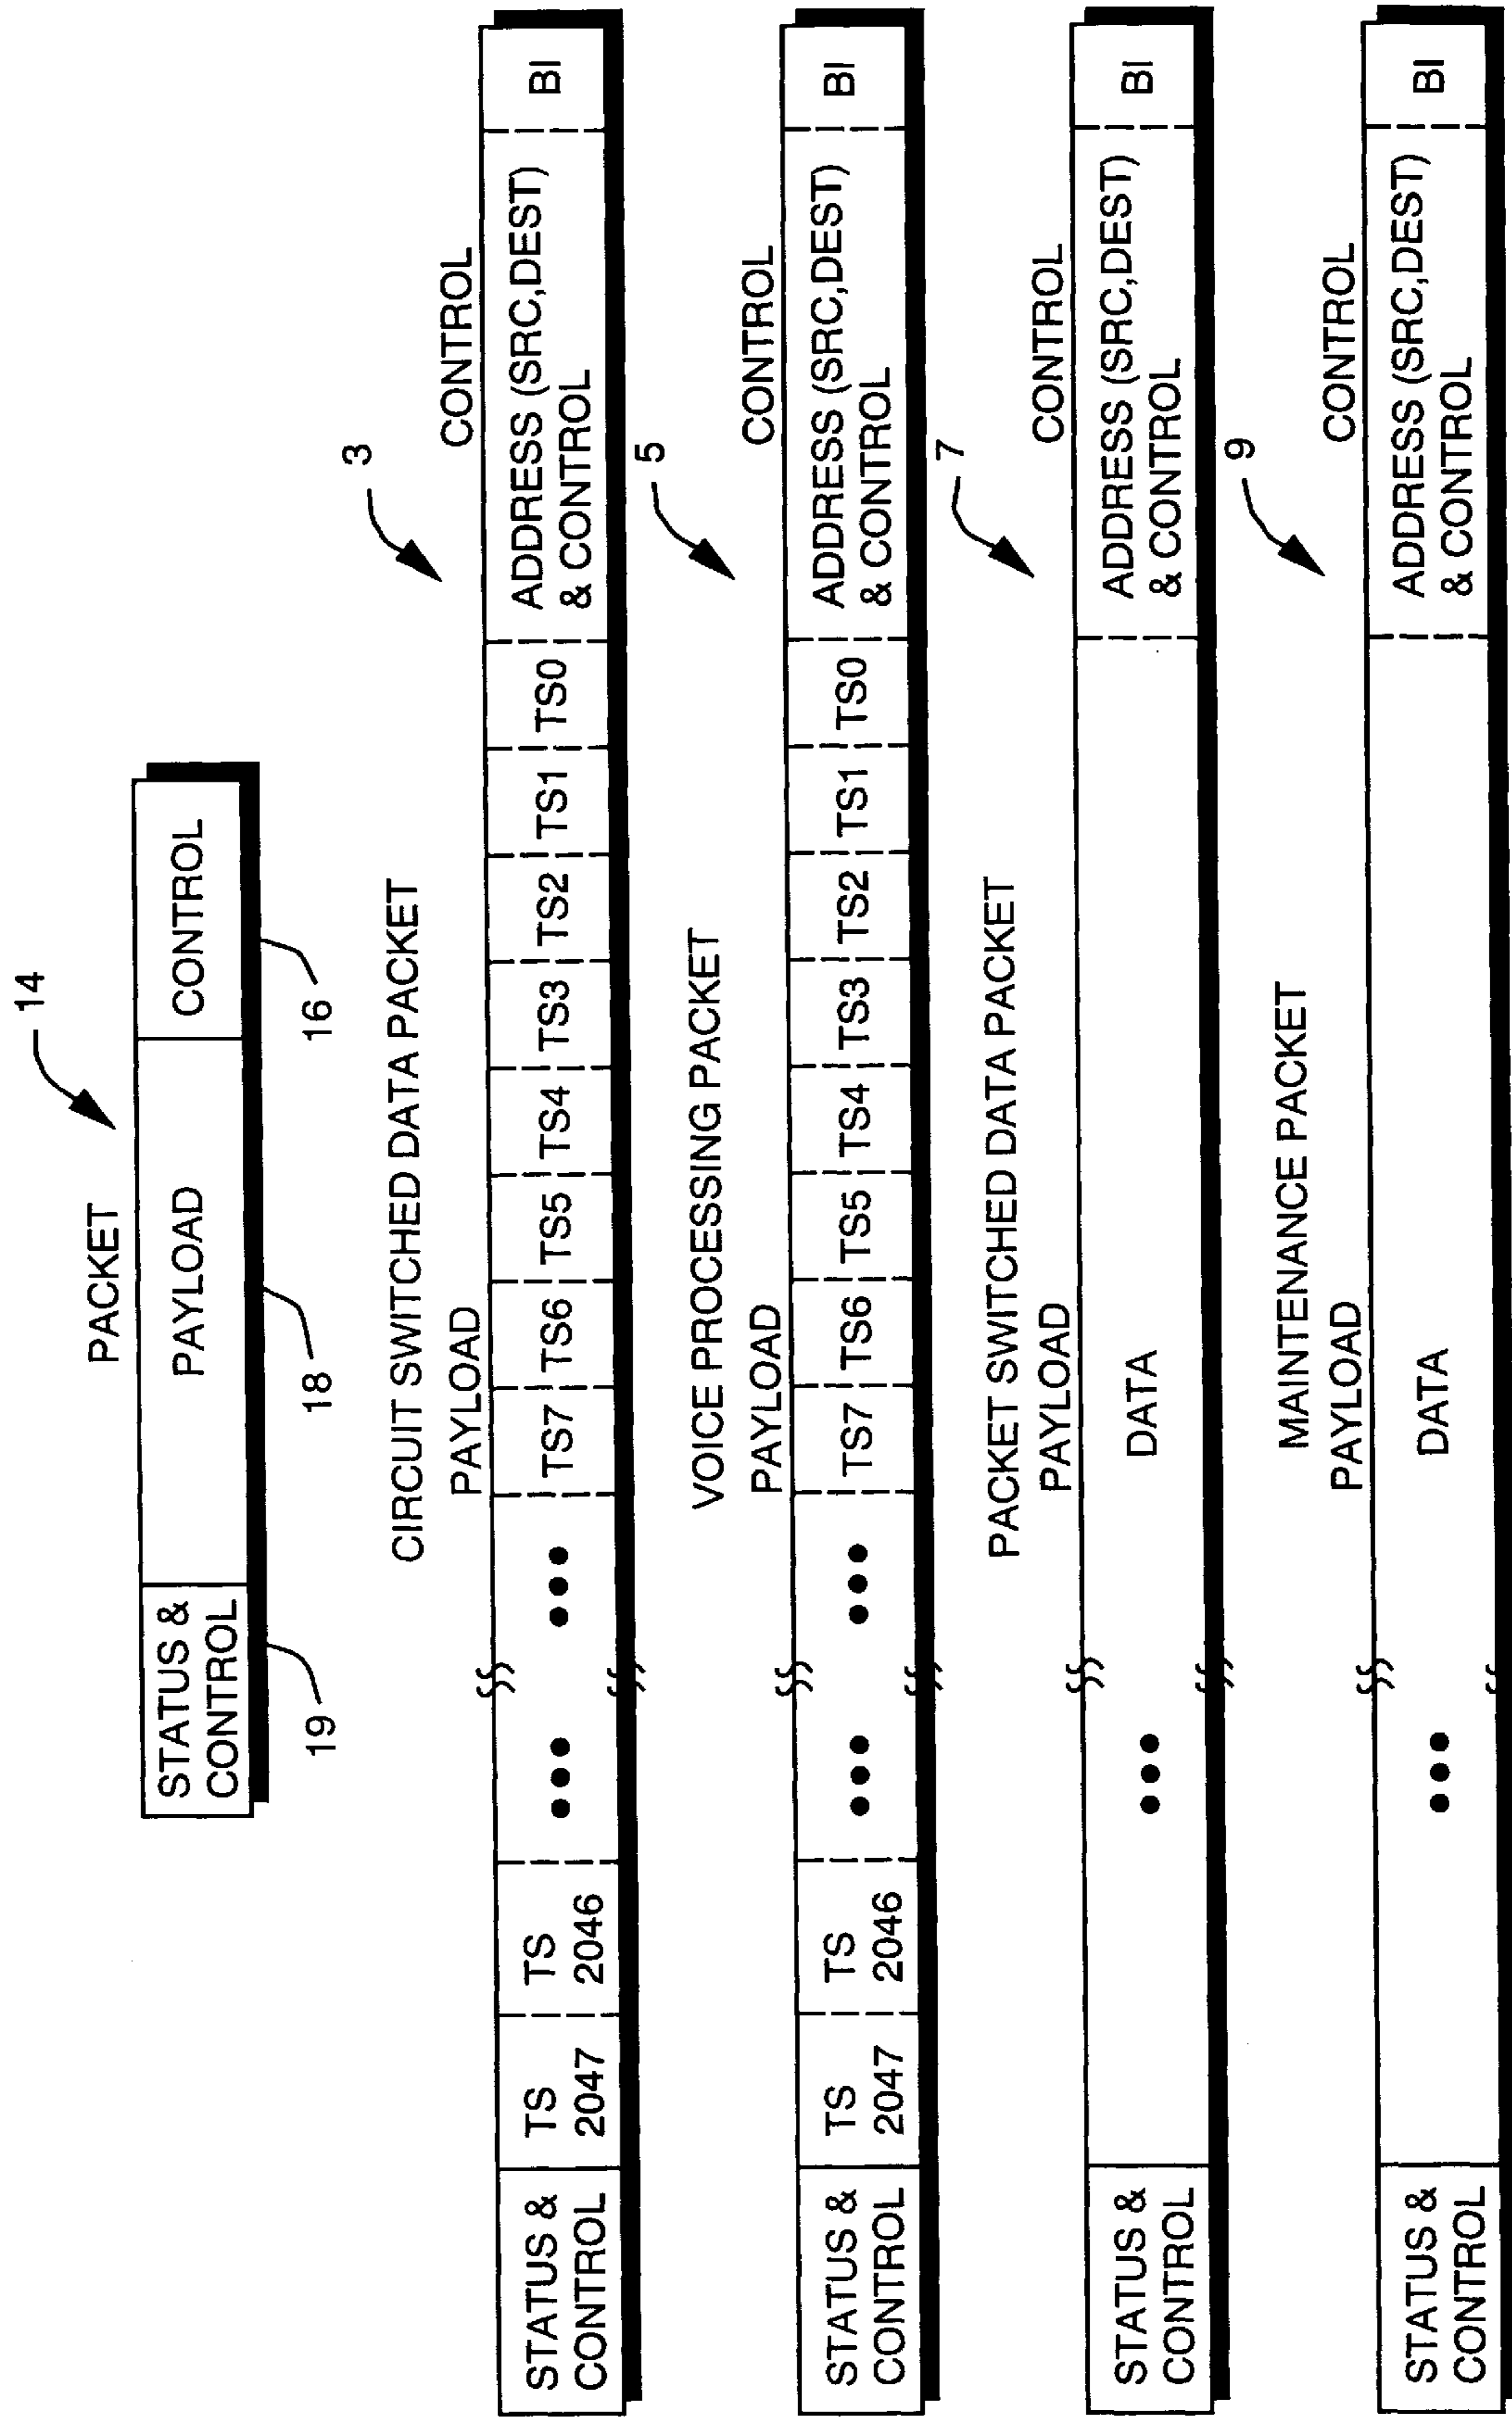 14
PACKET
STATUS &
CONTROL
PAYLOAD
CONTROL
19
18
16
CIRCUIT SWITCHED DATA PACKET
3
PAYLOAD
CONTROL
STATUS &
CONTROL
TS
2047
TS
2046
•••
•••
TS7
TS6
TS5
TS4
TS3
TS2
TS1
TS0
ADDRESS (SRC,DEST)
& CONTROL
BI
VOICE PROCESSING PACKET
5
PAYLOAD
CONTROL
STATUS &
CONTROL
TS
2047
TS
2046
•••
•••
TS7
TS6
TS5
TS4
TS3
TS2
TS1
TS0
ADDRESS (SRC,DEST)
& CONTROL
BI
PACKET SWITCHED DATA PACKET
7
PAYLOAD
CONTROL
STATUS &
CONTROL
•••
DATA
ADDRESS (SRC,DEST)
& CONTROL
BI
MAINTENANCE PACKET
9
PAYLOAD
CONTROL
STATUS &
CONTROL
•••
DATA
ADDRESS (SRC,DEST)
& CONTROL
BI